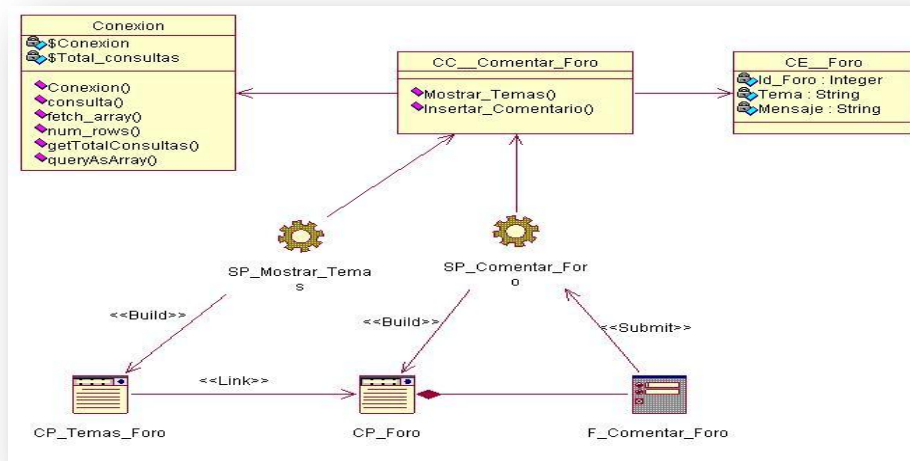 Conexion
$Conexion
$Total_consultas
Conexion()
consulta()
fetch_array()
num_rows()
getTotalConsultas()
queryAsArray()
CC__Comentar_Foro
Mostrar_Temas()
Insertar_Comentario()
CE__Foro
Id_Foro : Integer
Tema : String
Mensaje : String
SP_Mostrar_Tema
s
SP_Comentar_For
o
<<Build>>
<<Build>>
<<Submit>>
<<Link>>
CP_Temas_Foro
CP_Foro
F_Comentar_Foro